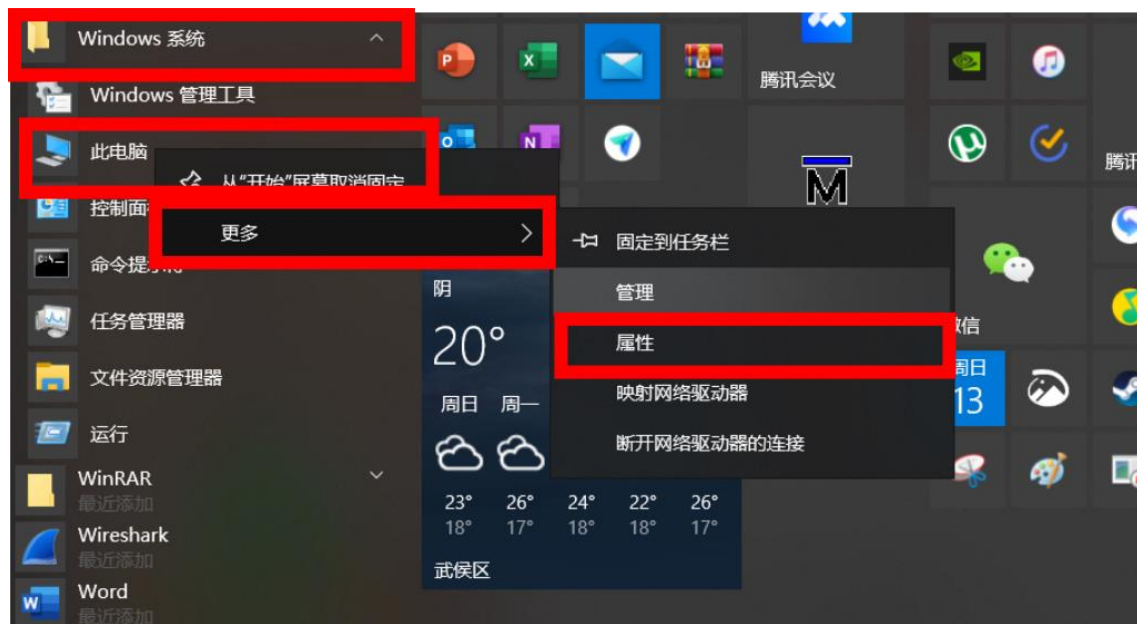 Windows 系统
Windows 管理工具
此电脑
从“开始”屏幕取消固定
控制面
更多
命令提
任务管理器
文件资源管理器
运行
WinRAR
最近添加
Wireshark
最近添加
Word
最近添加
固定到任务栏
管理
属性
映射网络驱动器
断开网络驱动器的连接
腾讯会议
腾讯
微信
周日
13
阴
20°
周日 周一
23° 26° 24° 22° 26°
18° 17° 18° 18° 17°
武侯区